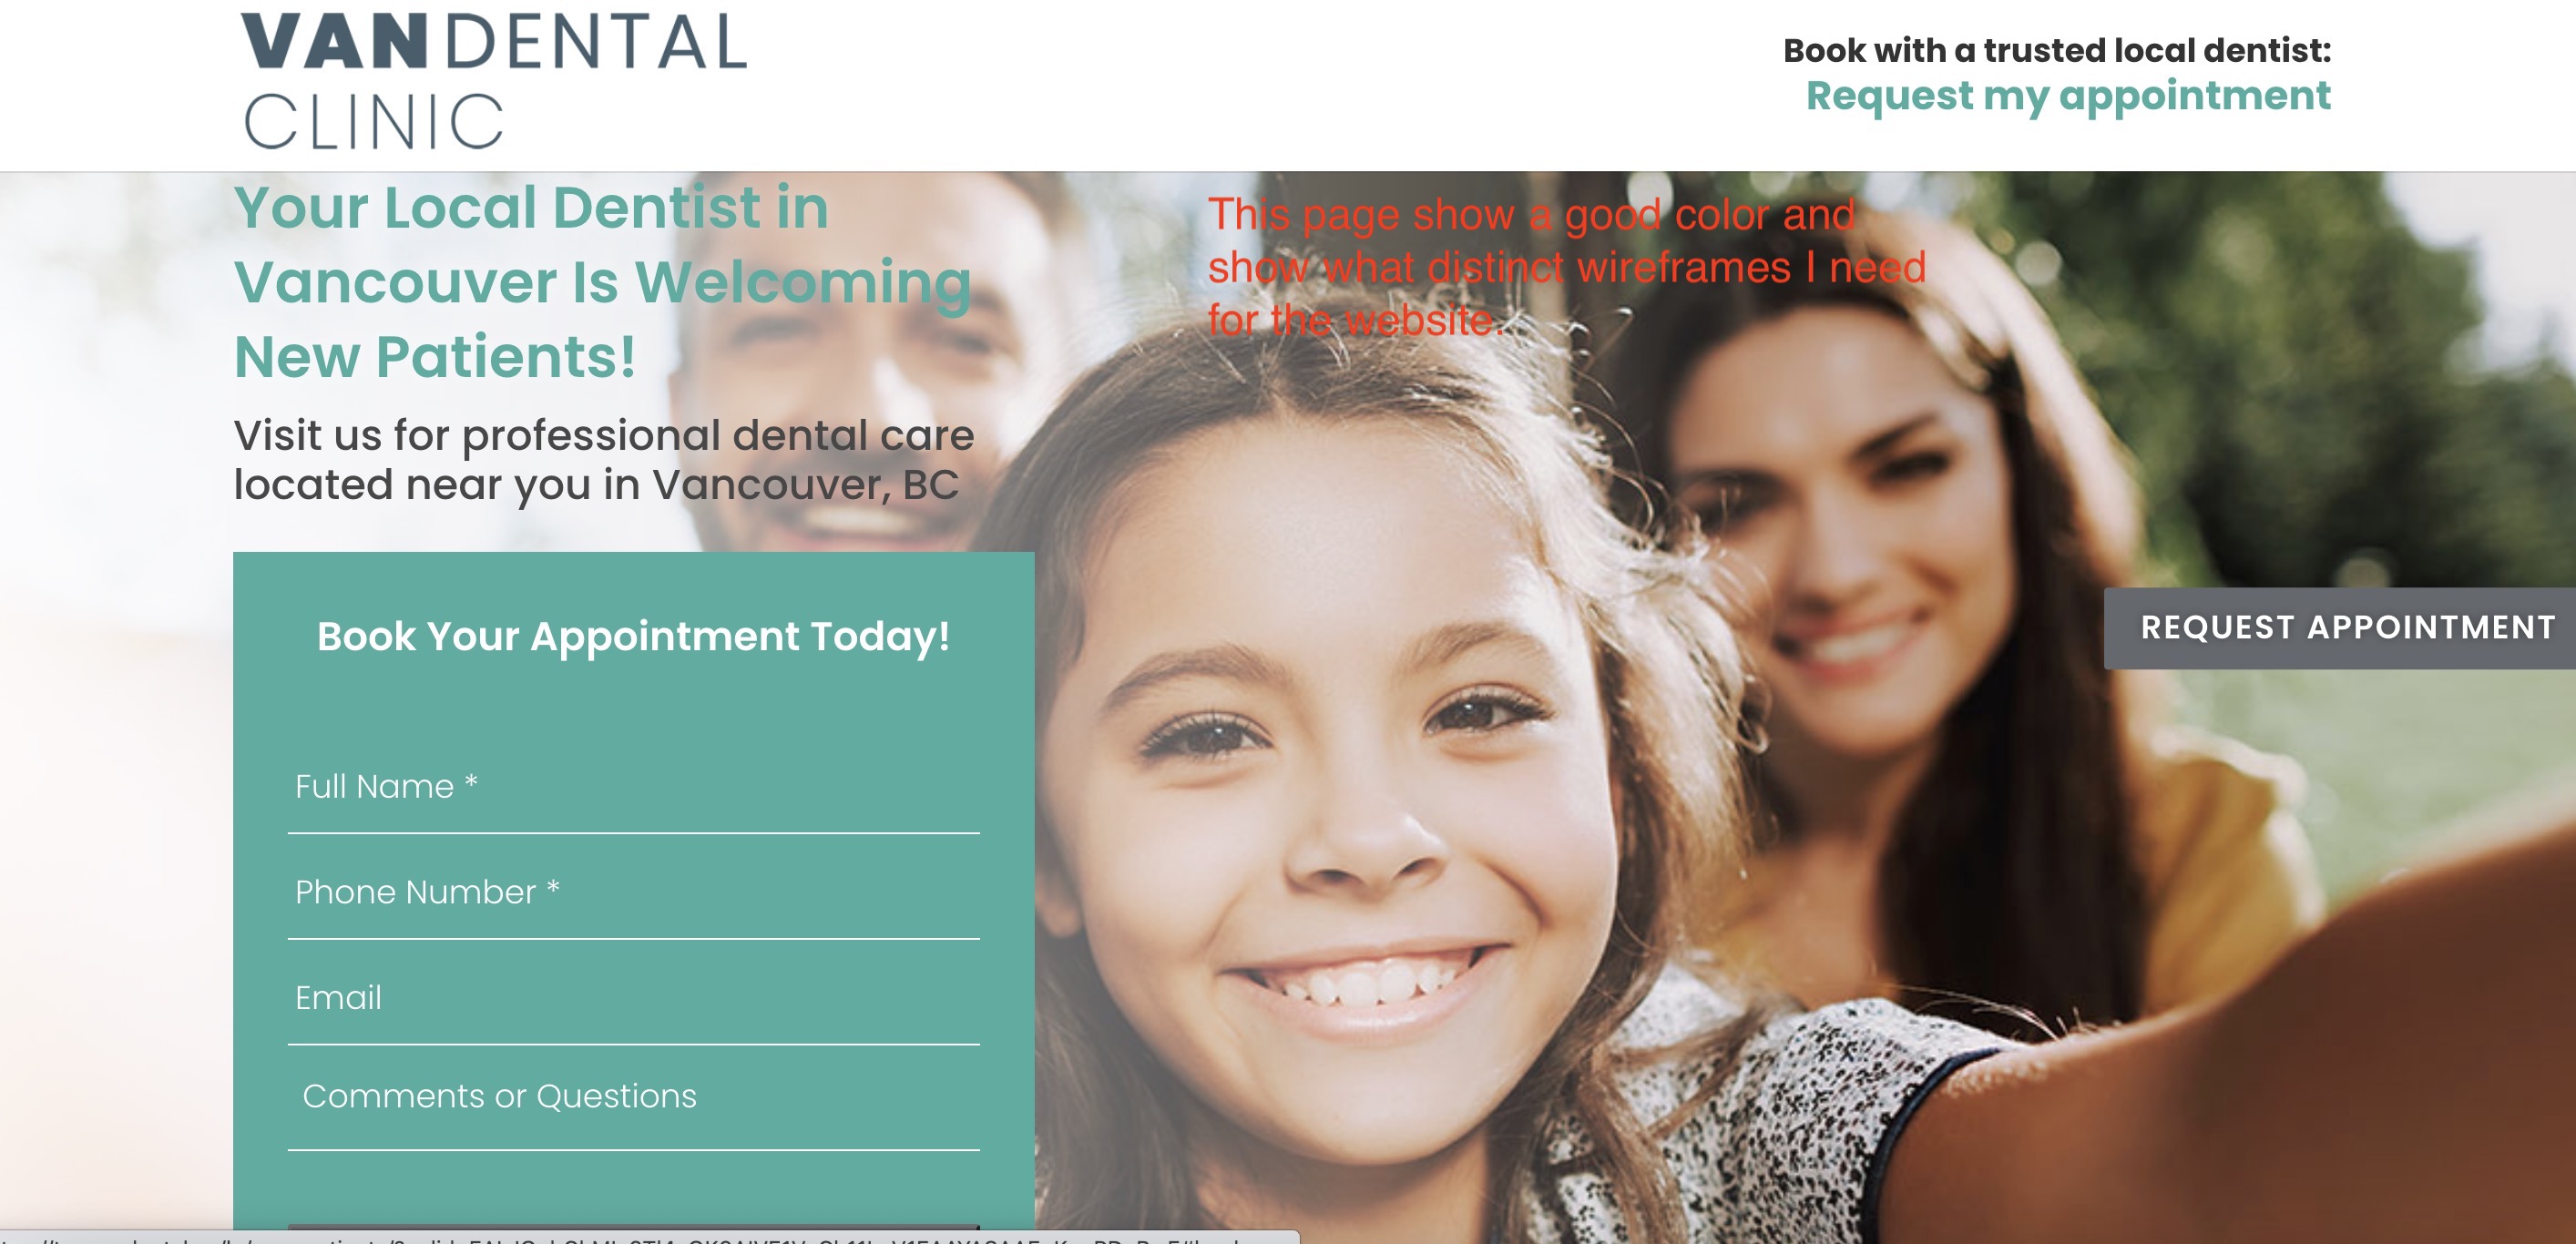 VANDENTAL
CLINIC
Book with a trusted local dentist:
Request my appointment
Your Local Dentist in
Vancouver Is Welcoming
New Patients!
This page show a good color and
show what distinct wireframes I need
for the website.
Visit us for professional dental care
located near you in Vancouver, BC
Book Your Appointment Today!
REQUEST APPOINTMENT
Full Name *
Phone Number *
Email
Comments or Questions